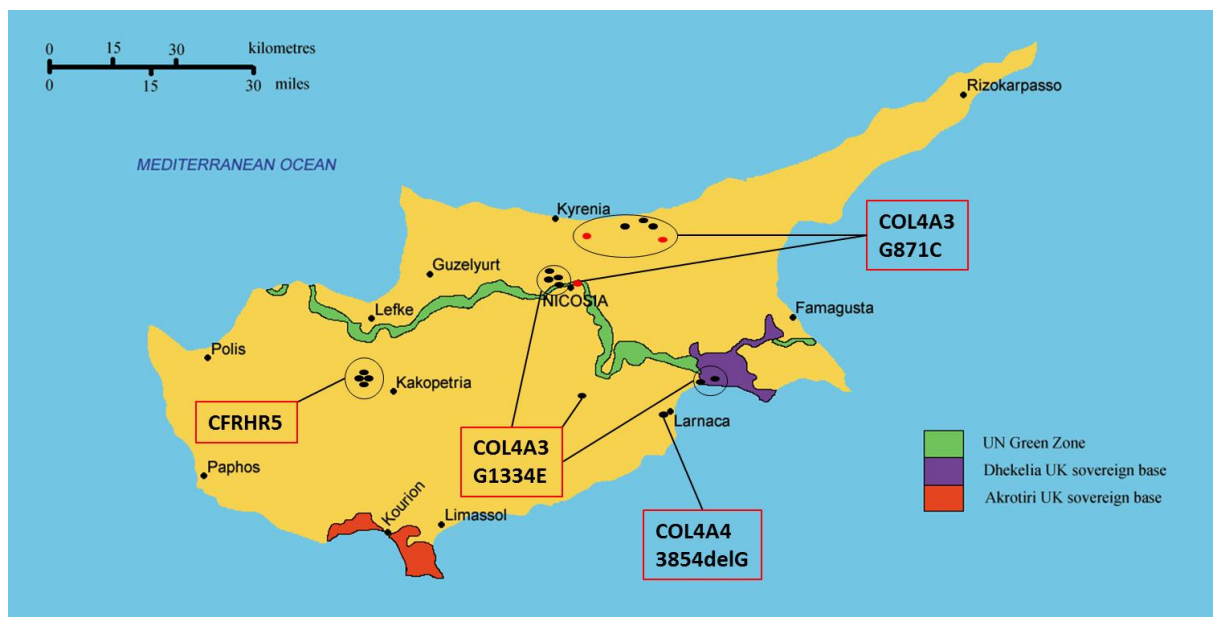 0 15 30 kilometres
0 15 30 miles
MEDITERRANEAN OCEAN
Rizokarpasso
Kyrenia
COL4A3
G871C
Guzelyurt
NICOSIA
Lefke
Famagusta
Polis
Kakopetria
CFRHR5
Larnaca
COL4A3
G1334E
Paphos
Kourion
Limassol
COL4A4
3854delG
UN Green Zone
Dhekelia UK sovereign base
Akrotiri UK sovereign base